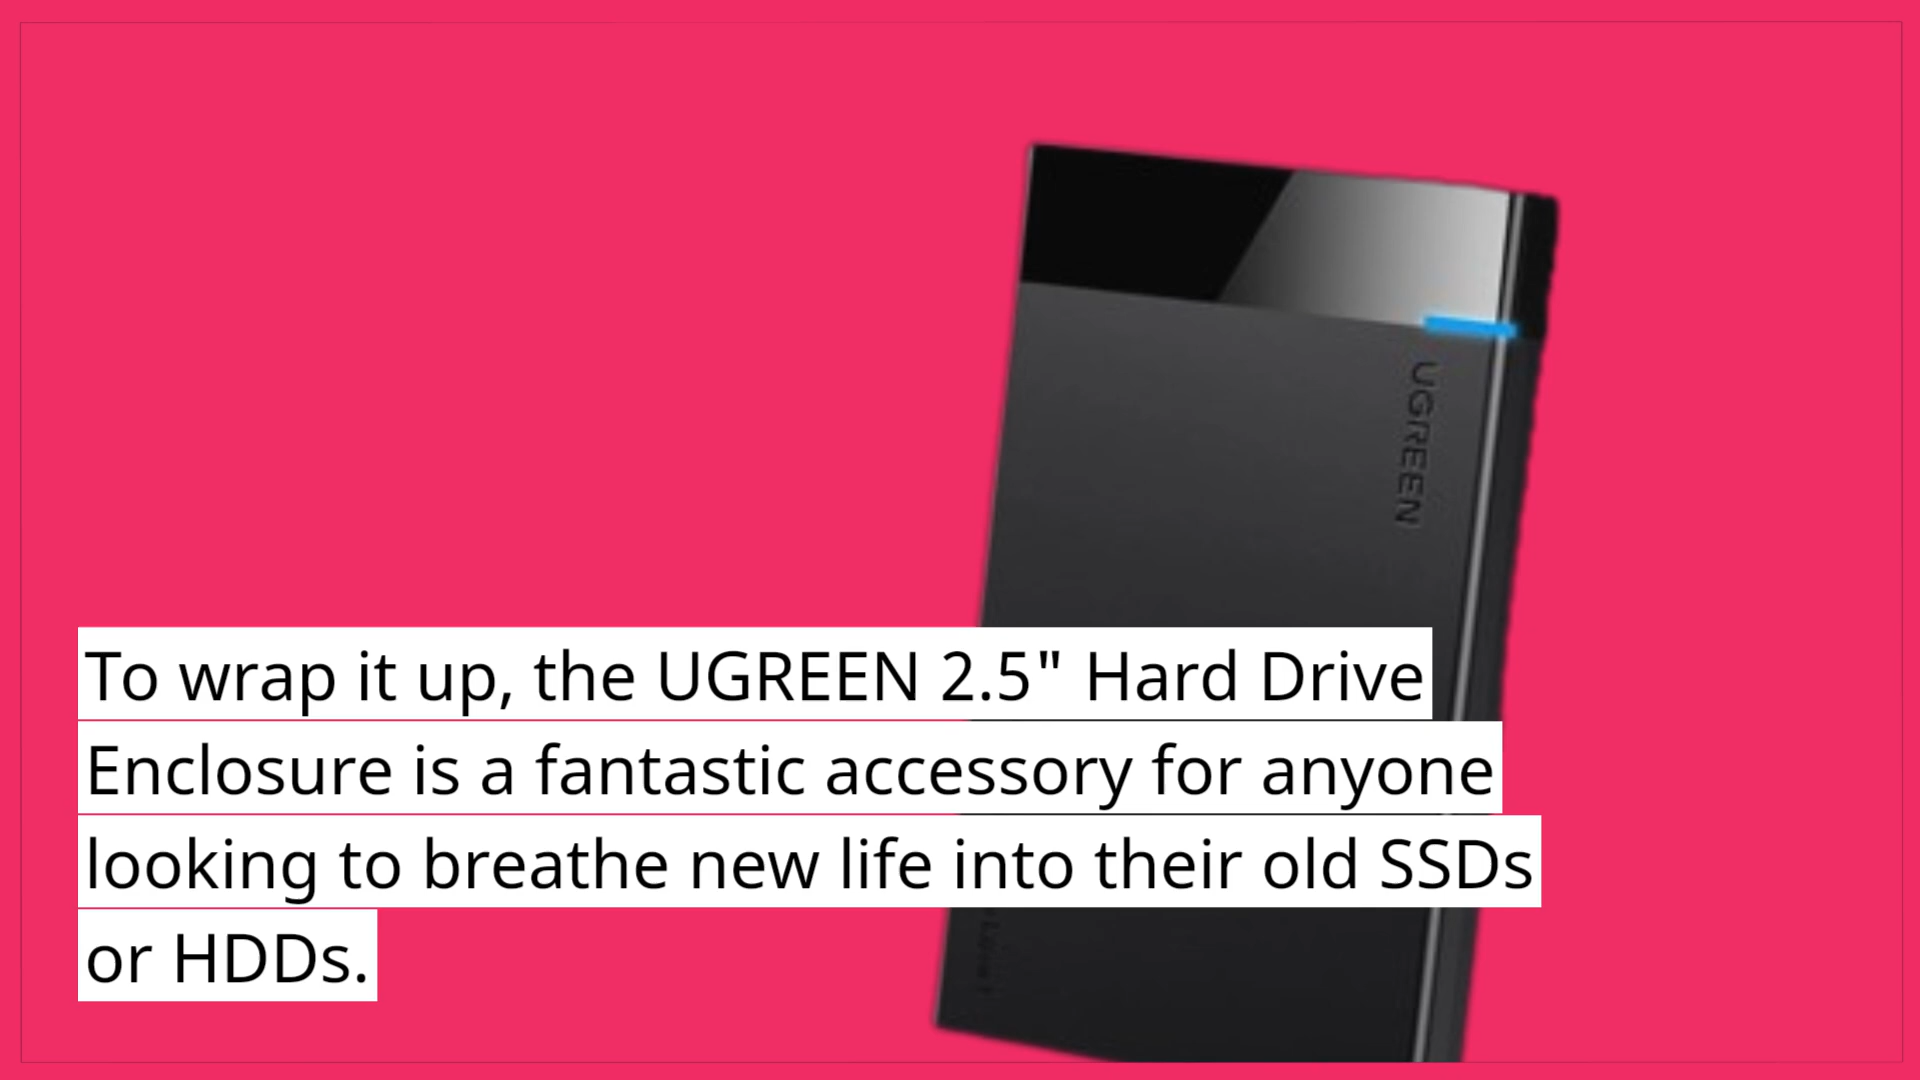 UGREEN
To wrap it up, the UGREEN 2.5" Hard Drive
Enclosure is a fantastic accessory for anyone
looking to breathe new life into their old SSDs
or HDDs.